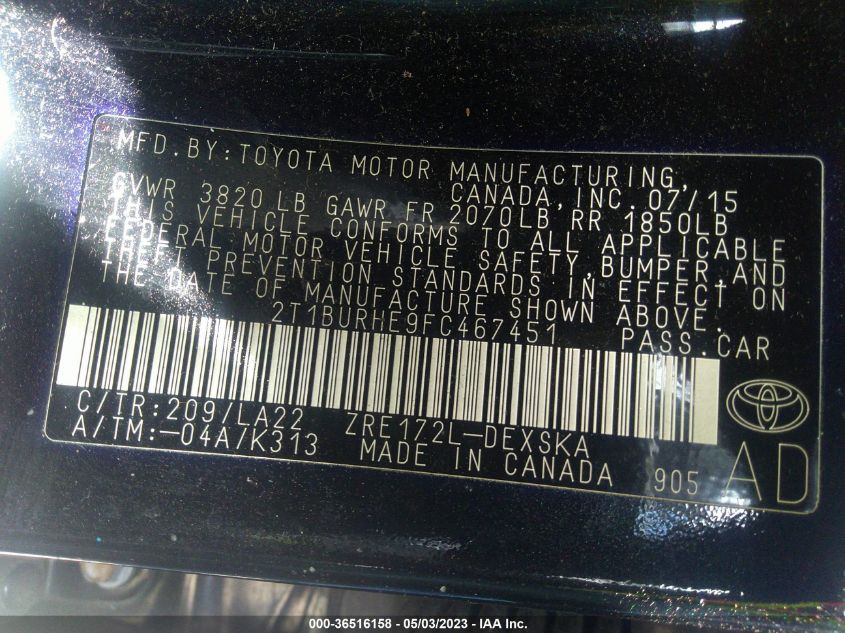 MFD.BY:TOYOTA MOTOR MANUFACTURING,
CANADA,INC. 07/15
GVWR 3820 LB GAWR FR 2070LB RR 1850LB
THIS VEHICLE CONFORMS TO ALL APPLICABLE
FEDERAL MOTOR VEHICLE SAFETY,BUMPER,AND
THEFT PREVENTION STANDARDS IN EFFECT ON
THE DATE OF MANUFACTURE SHOWN ABOVE.
2T1BURHE9FC467451 PASS.CAR
C/TR:209/LA22 ZRE172L-DEXSKA
A/TM:-04A/K313 MADE IN CANADA 905 AD
000-36516158 - 05/03/2023 - IAA Inc.